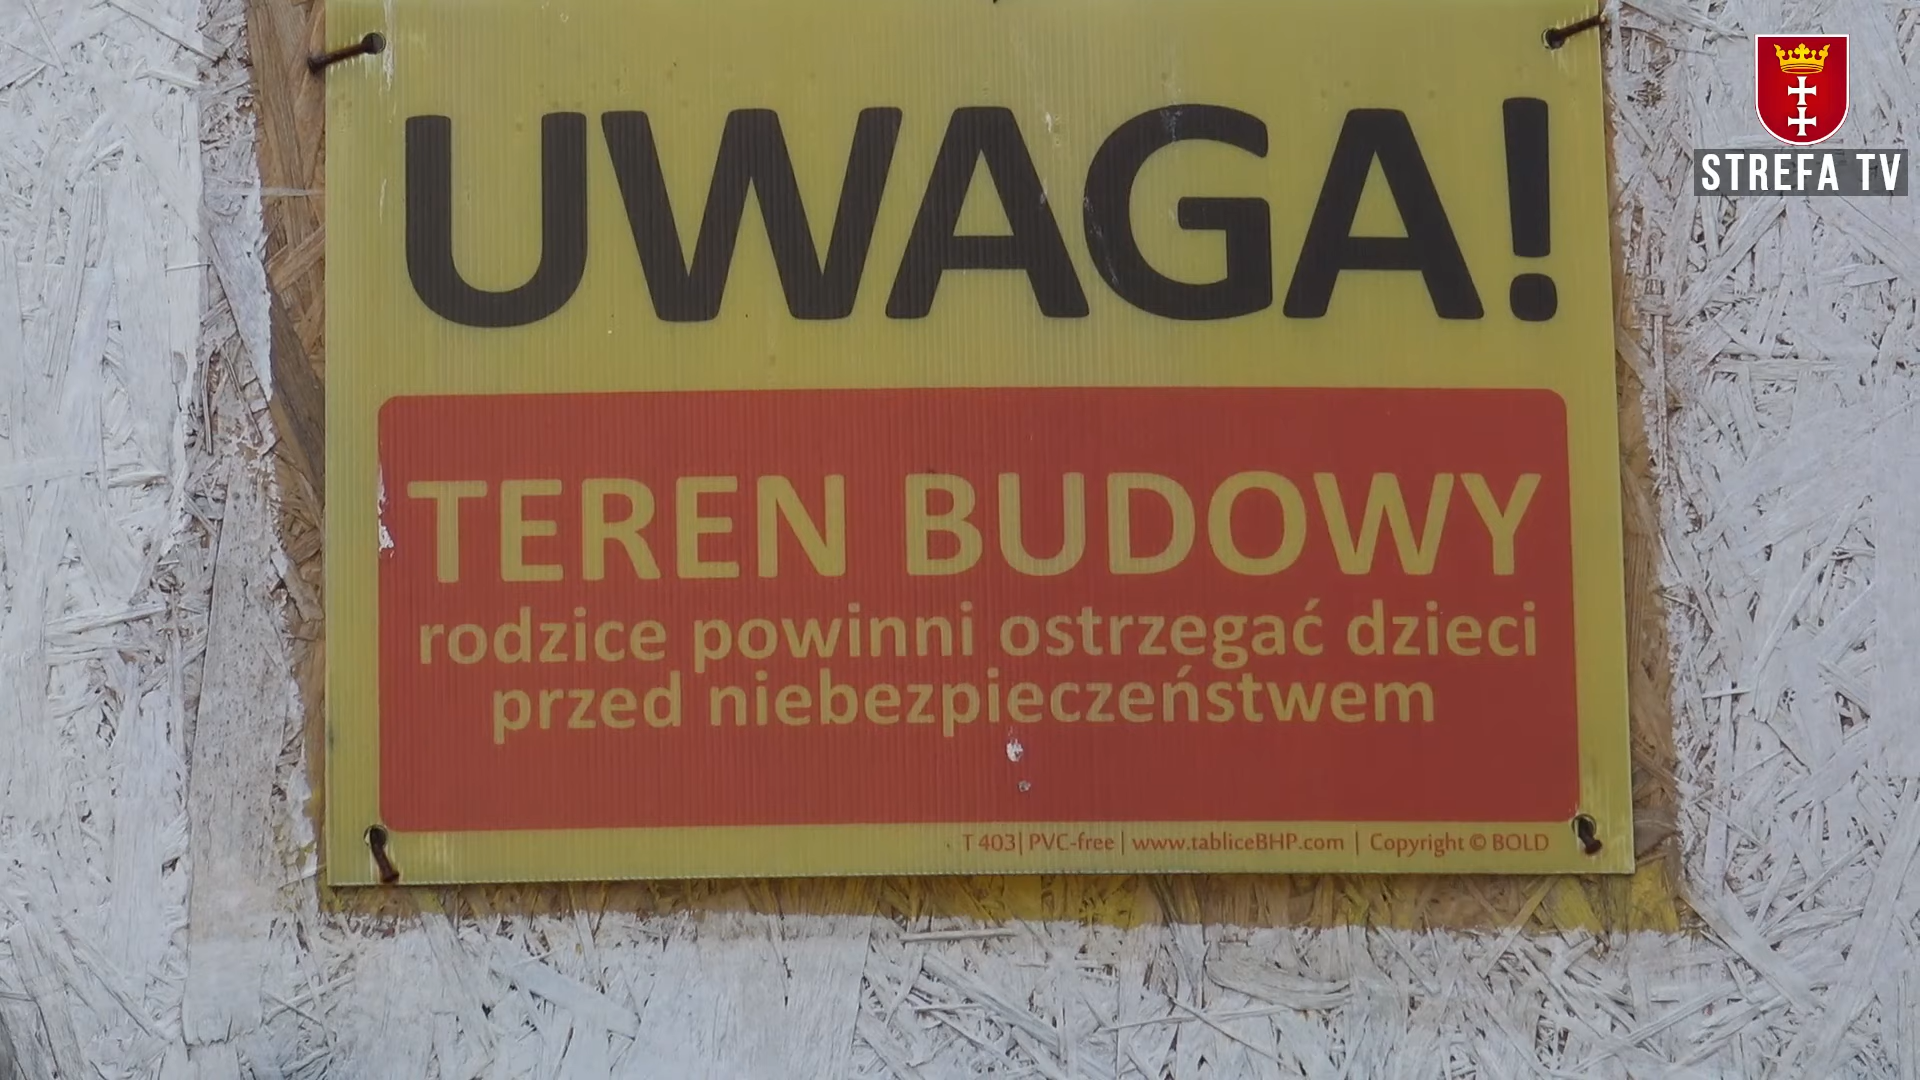 STREFA TV
UWAGA!
TEREN BUDOWY
rodzice powinni ostrzegać dzieci
przed niebezpieczeństwem
T 403| PVC-free | www.tabliceBHP.com | Copyright © BOLD